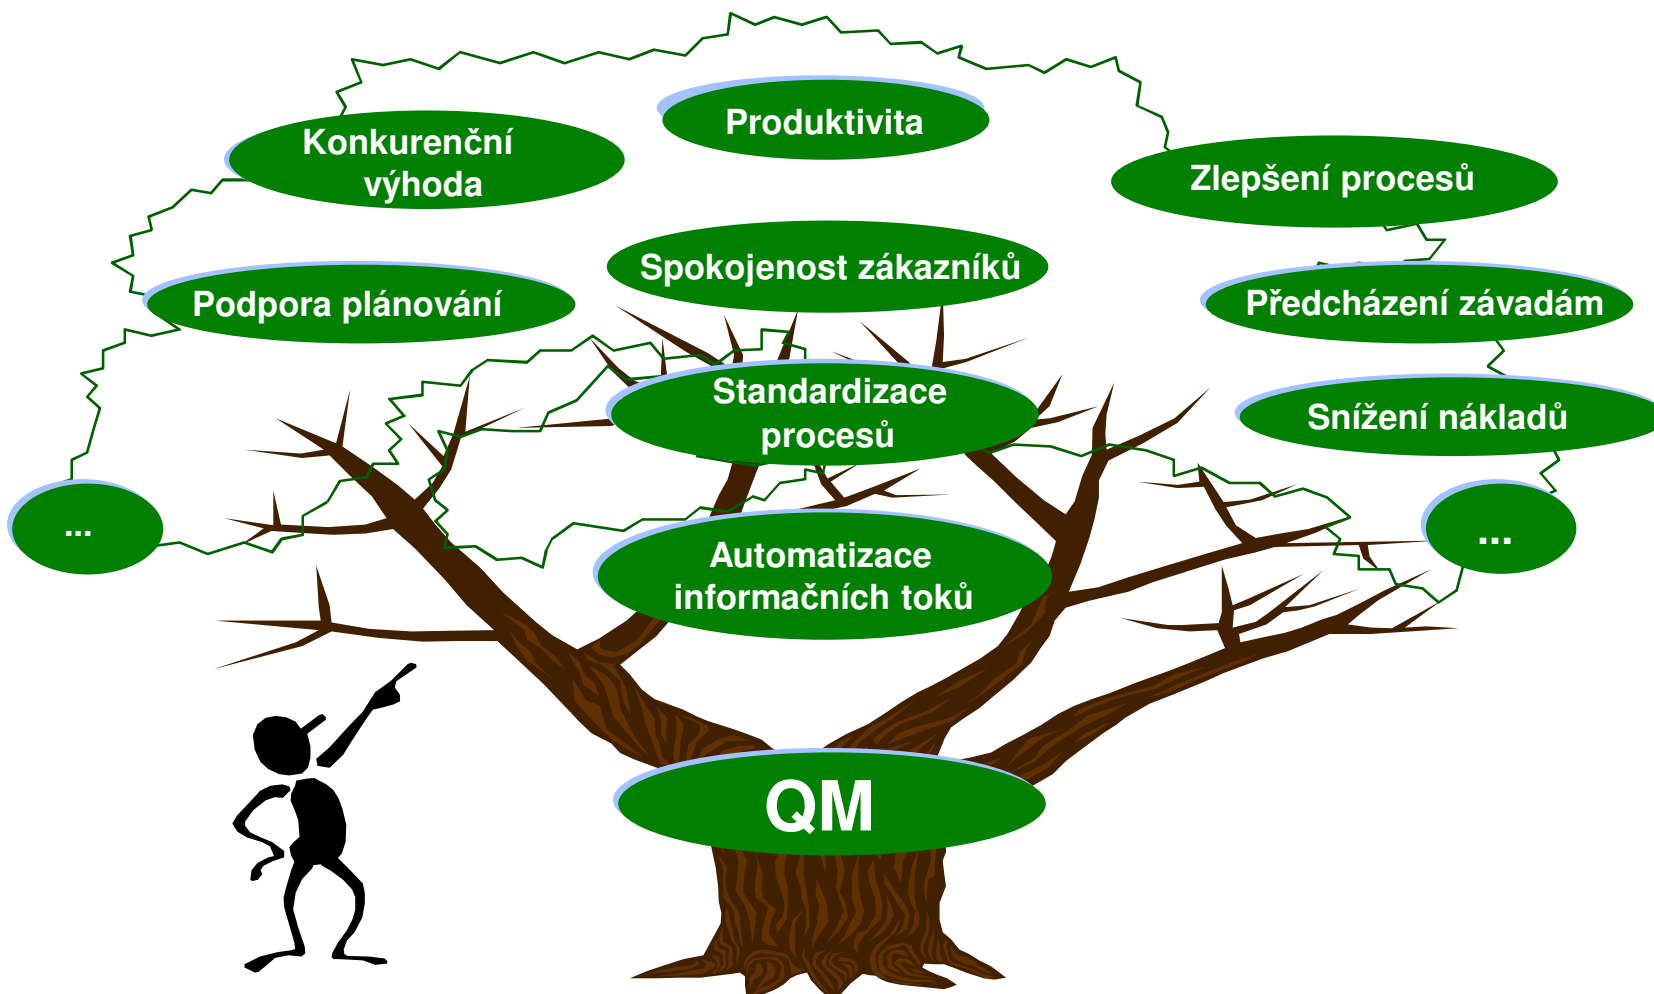 Produktivita
Konkurenční
výhoda
Zlepšení procesů
Spokojenost zákazníků
Podpora plánování
Předcházení závadám
Standardizace
procesů
Snížení nákladů
...
...
Automatizace
informačních toků
QM